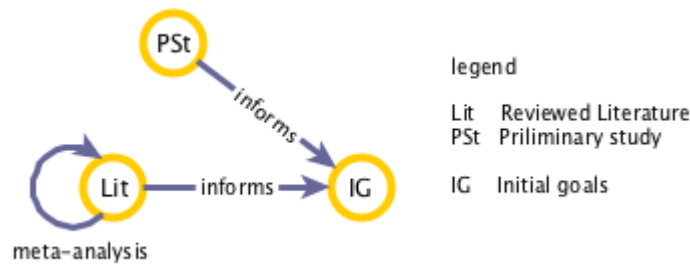 PSt
informs
Lit
informs
IG
meta-analysis
legend
Lit Reviewed Literature
PSt Priliminary study
IG Initial goals